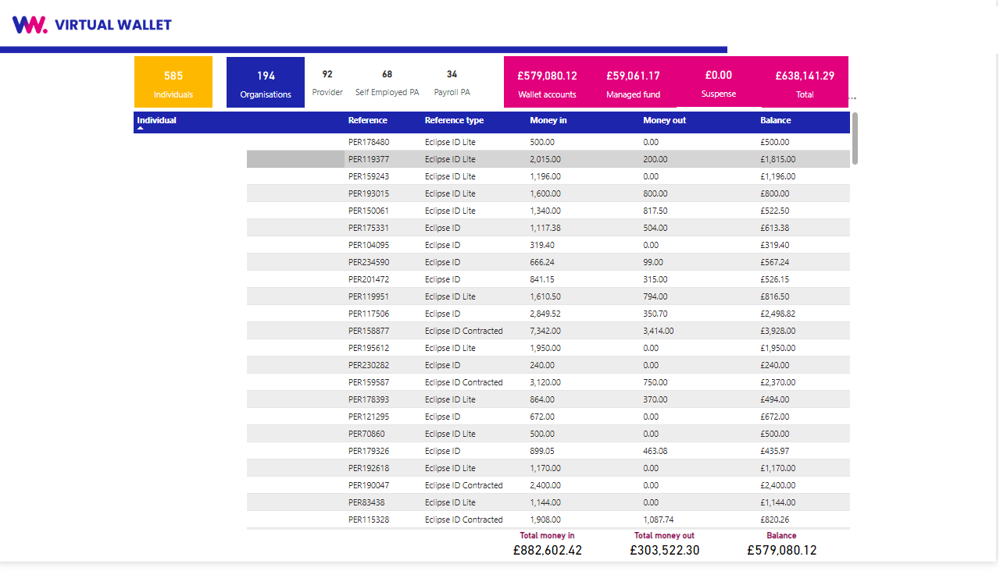 VW. VIRTUAL WALLET
585 194 92 68 34 £579,080.12 £59,061.17 £0.00 £638,141.29
Individuals Organisations Provider Self Employed PA Payroll PA Wallet accounts Managed fund Suspense Total
Individual Reference Reference type Money in Money out Balance
PER178480 Eclipse ID Lite 500.00 0.00 £500.00
PER119377 Eclipse ID Lite 2,015.00 200.00 £1,815.00
PER159243 Eclipse ID Lite 1,196.00 0.00 £1,196.00
PER193015 Eclipse ID Lite 1,600.00 800.00 £800.00
PER150061 Eclipse ID Lite 1,340.00 817.50 £522.50
PER175331 Eclipse ID 1,117.38 504.00 £613.38
PER104095 Eclipse ID 319.40 0.00 £319.40
PER234590 Eclipse ID 666.24 99.00 £567.24
PER201472 Eclipse ID 841.15 315.00 £526.15
PER119951 Eclipse ID Lite 1,610.50 794.00 £816.50
PER117506 Eclipse ID 2,849.52 350.70 £2,498.82
PER158877 Eclipse ID Contracted 7,342.00 3,414.00 £3,928.00
PER195612 Eclipse ID Lite 1,950.00 0.00 £1,950.00
PER230282 Eclipse ID 240.00 0.00 £240.00
PER159587 Eclipse ID Contracted 3,120.00 750.00 £2,370.00
PER178393 Eclipse ID Lite 864.00 370.00 £494.00
PER121295 Eclipse ID 672.00 0.00 £672.00
PER70860 Eclipse ID Lite 500.00 0.00 £500.00
PER179326 Eclipse ID 899.05 463.08 £435.97
PER192618 Eclipse ID Lite 1,170.00 0.00 £1,170.00
PER190047 Eclipse ID Contracted 2,400.00 0.00 £2,400.00
PER83438 Eclipse ID Lite 1,144.00 0.00 £1,144.00
PER115328 Eclipse ID Contracted 1,908.00 1,087.74 £820.26
Total money in Total money out Balance
£882,602.42 £303,522.30 £579,080.12